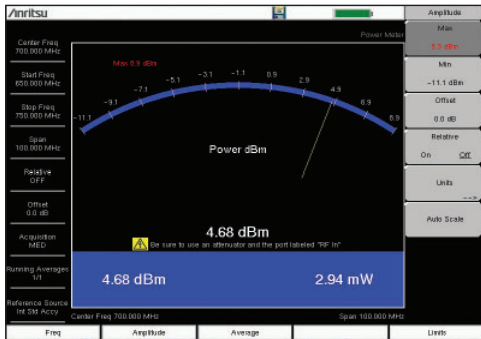 Anritsu
Power Meter
Center Freq
700.000 MHz
Start Freq
650.000 MHz
Stop Freq
750.000 MHz
Span
100.000 MHz
Relative
OFF
Offset
0.0 dB
Acquisition
MED
Running Averages
1/1
Reference Source
Int Std Accy
Max 8.9 dBm
-11.1
-9.1
-7.1
-5.1
-3.1
-1.1
0.9
2.9
4.9
6.9
8.9
Power dBm
4.68 dBm
Be sure to use an attenuator and the port labeled "RF In"
4.68 dBm
2.94 mW
Center Freq 700.000 MHz
Span 100.000 MHz
Amplitude
Max
Min
-11.1 dBm
Offset
0.0 dB
Relative
On
Off
Units
-->
Auto Scale
Freq
Amplitude
Average
Limits